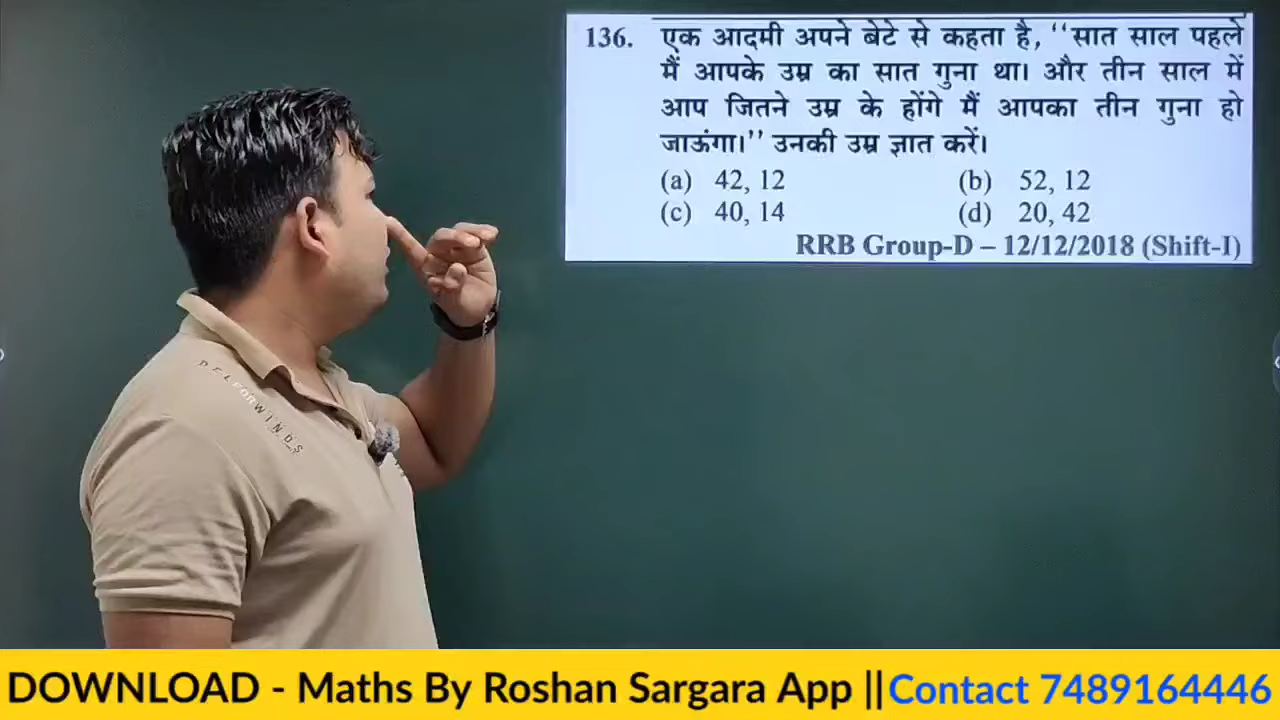 136. एक आदमी अपने बेटे से कहता है, ‘‘सात साल पहले
मैं आपके उम्र का सात गुना था। और तीन साल में
आप जितने उम्र के होंगे मैं आपका तीन गुना हो
जाऊंगा।’’ उनकी उम्र ज्ञात करें।
(a) 42, 12 (b) 52, 12
(c) 40, 14 (d) 20, 42
RRB Group-D – 12/12/2018 (Shift-I)
DELFORWINDS
DOWNLOAD - Maths By Roshan Sargara App || Contact 7489164446